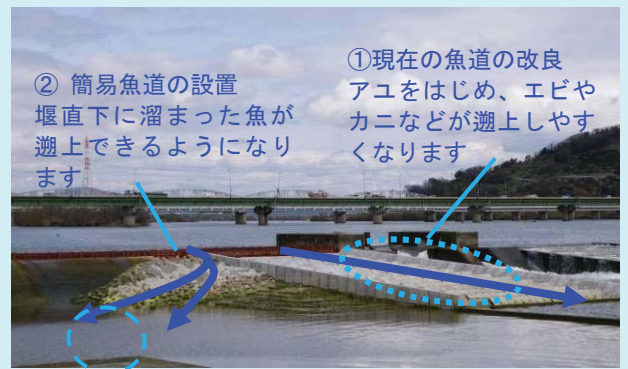 ① 現在の魚道の改良
アユをはじめ、エビや
カニなどが遡上しやす
くなります
② 簡易魚道の設置
堰直下に溜まった魚が
遡上できるようになり
ます